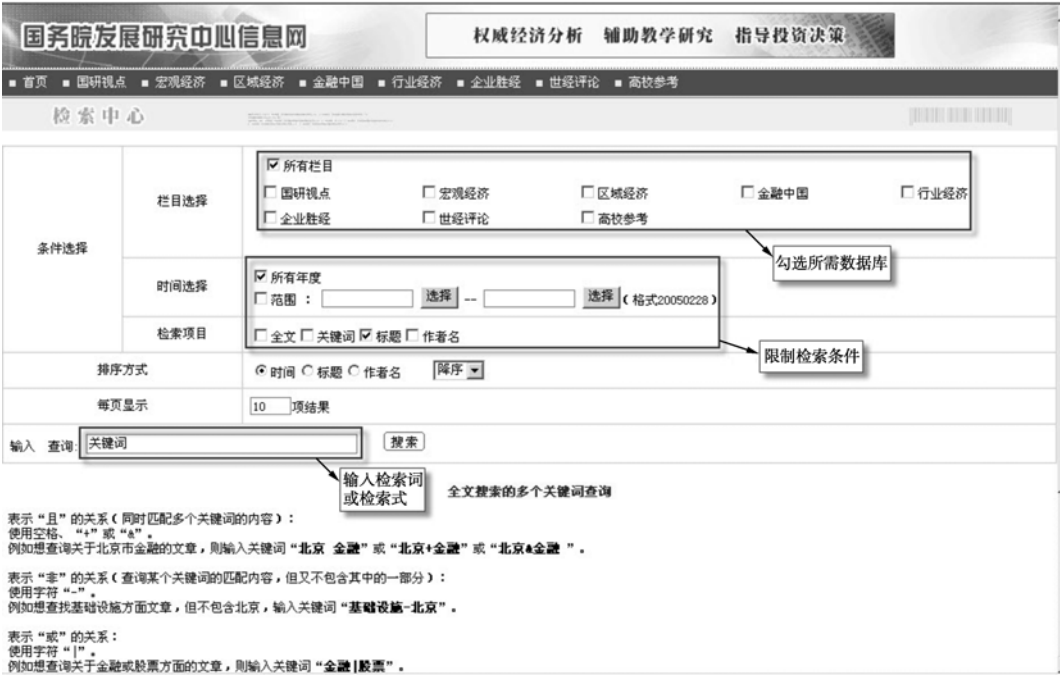 国务院发展研究中心信息网
权威经济分析 辅助教学研究 指导投资决策
首页 国研视点 宏观经济 区域经济 金融中国 行业经济 企业胜经 世经评论 高校参考
检索中心
条件选择
栏目选择
所有栏目
国研视点 宏观经济 区域经济 金融中国 行业经济
企业胜经 世经评论 高校参考
勾选所需数据库
时间选择
所有年度
范围 : 选择 -- 选择 (格式20050228)
检索项目
全文 关键词 标题 作者名
限制检索条件
排序方式
时间 标题 作者名 降序
每页显示
10 项结果
输入 查询: 关键词 搜索
输入检索词
或检索式
全文搜索的多个关键词查询
表示“且”的关系(同时匹配多个关键词的内容):
使用空格、“+”或“&”。
例如想查询关于北京市金融的文章,则输入关键词“北京 金融”或“北京+金融”或“北京&金融 ”。
表示“非”的关系(查询某个关键词的匹配内容,但又不包含其中的一部分):
使用字符“-”。
例如想查找基础设施方面文章,但不包含北京,输入关键词“基础设施-北京”。
表示“或”的关系:
使用字符“|”。
例如想查询关于金融或股票方面的文章,则输入关键词“金融|股票”。